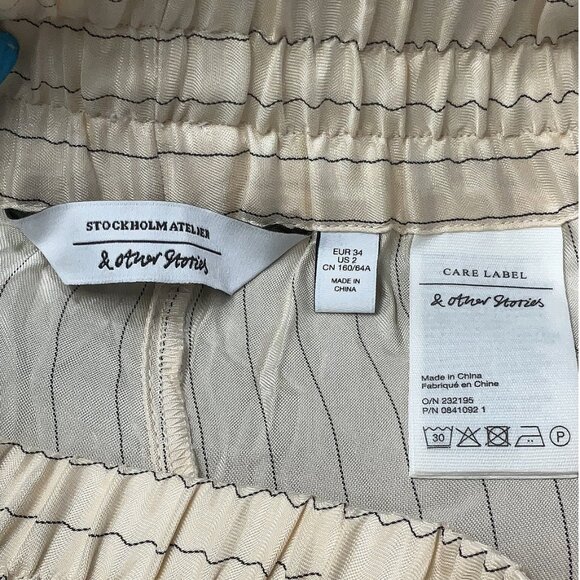 STOCKHOLM ATELIER
& Other Stories
EUR 34
US 2
CN 160/64A
MADE IN
CHINA
CARE LABEL
& Other Stories
Made in China
Fabriqué en Chine
O/N 232195
P/N 0841092 1
30
P